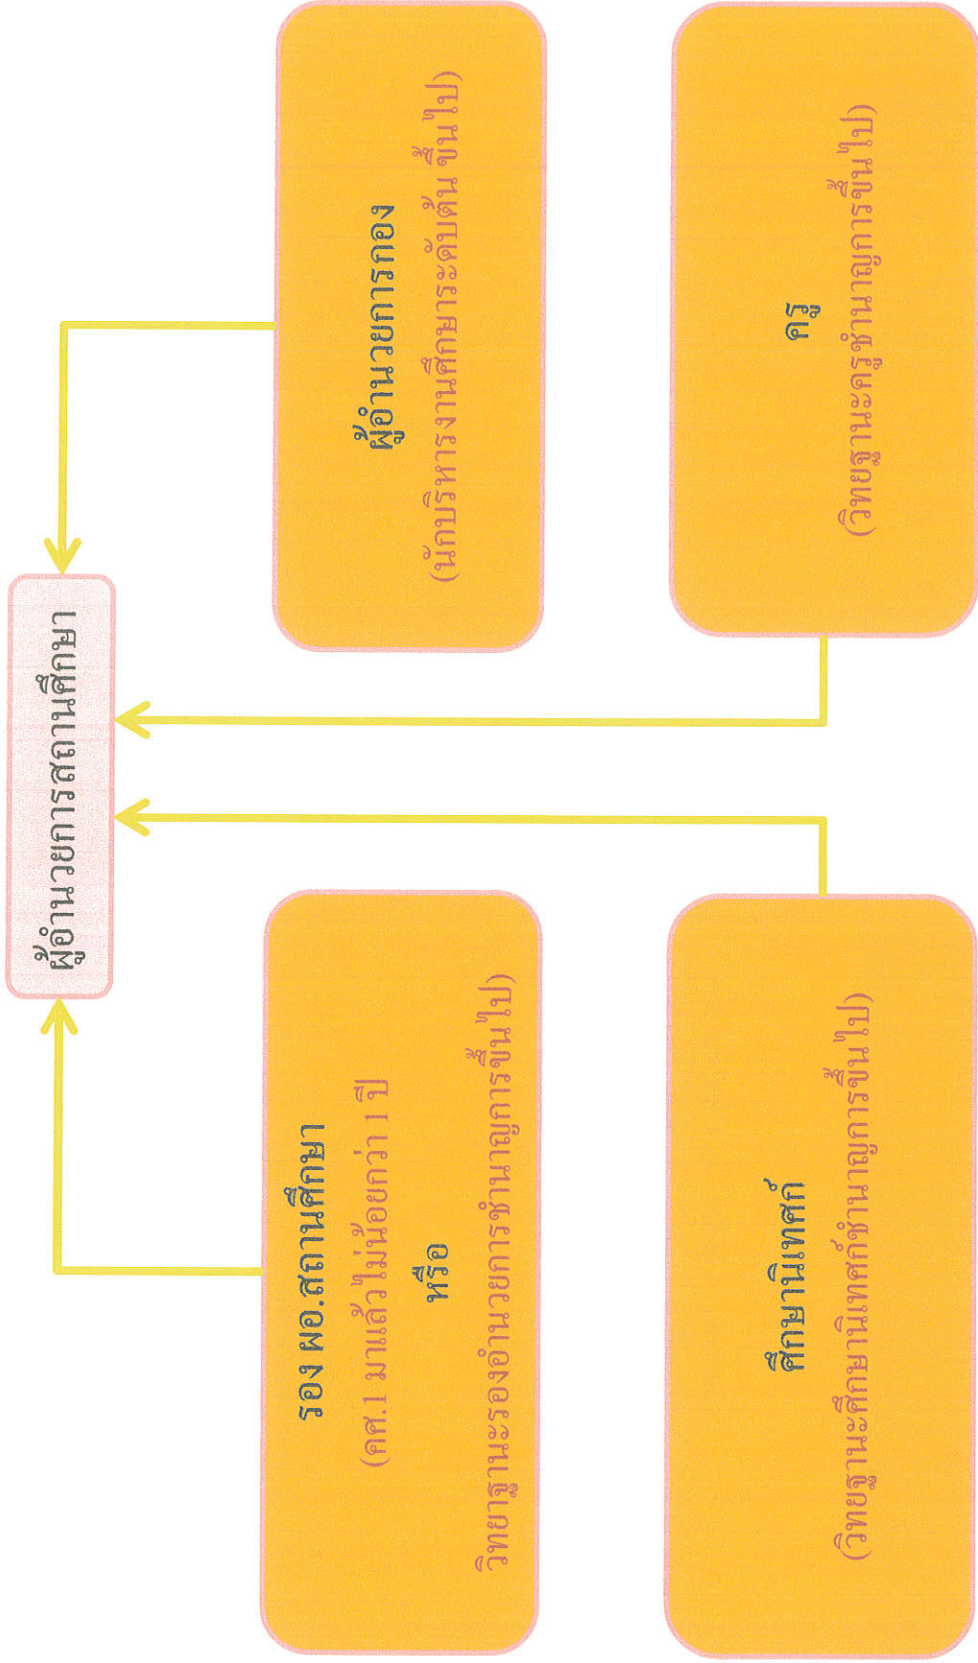 ผู้อำนวยการสถานศึกษา
รอง ผอ.สถานศึกษา
(คศ.1 มาแล้วไม่น้อยกว่า 1 ปี
หรือ
วิทยาฐานะรองอำนวยการชำนาญการขึ้นไป)
ผู้อำนวยการกอง
(นักบริหารงานศึกษาระดับต้น ขึ้นไป)
ศึกษานิเทศก์
(วิทยฐานะศึกษานิเทศก์ชำนาญการขึ้นไป)
ครู
(วิทยฐานะครูชำนาญการขึ้นไป)